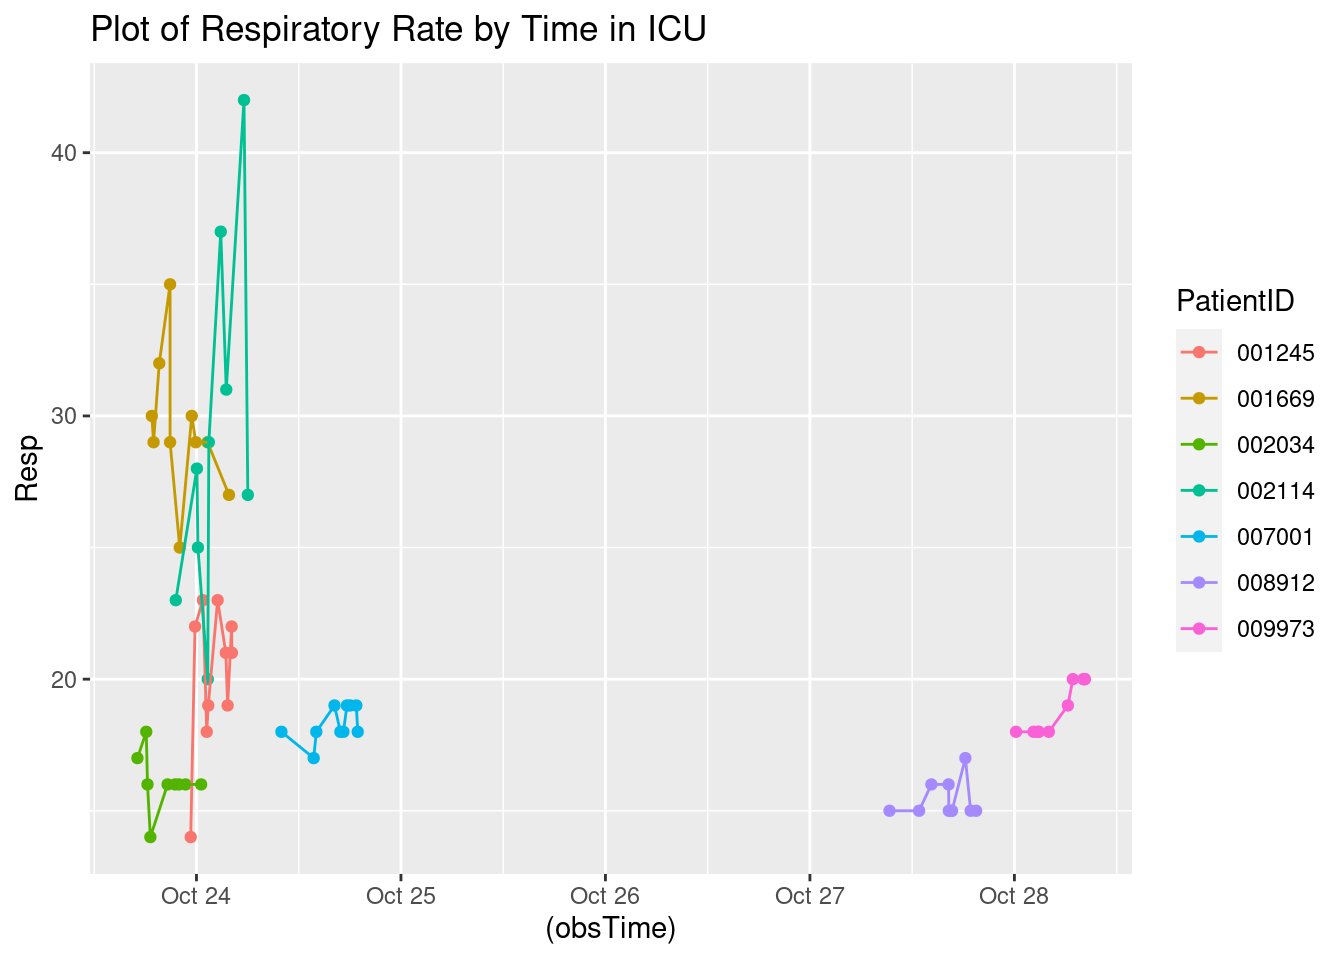 Plot of Respiratory Rate by Time in ICU
40
30
20
Resp
Oct 24 Oct 25 Oct 26 Oct 27 Oct 28
(obsTime)
PatientID
001245
001669
002034
002114
007001
008912
009973